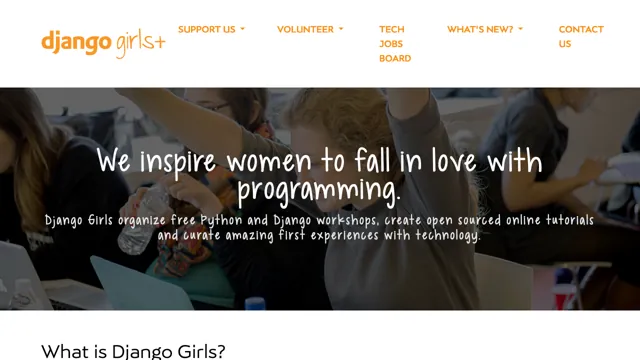 django girls+
SUPPORT US
VOLUNTEER
TECH
JOBS
BOARD
WHAT'S NEW?
CONTACT
US
We inspire women to fall in love with
programming.
Django Girls organize free Python and Django workshops, create open sourced online tutorials
and curate amazing first experiences with technology.
What is Django Girls?